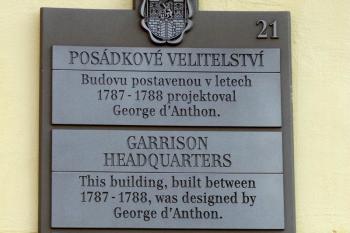 21
POSÁDKOVÉ VELITELSTVÍ
Budovu postavenou v letech
1787 - 1788 projektoval
George d'Anthon.
GARRISON
HEADQUARTERS
This building, built between
1787 - 1788, was designed by
George d'Anthon.